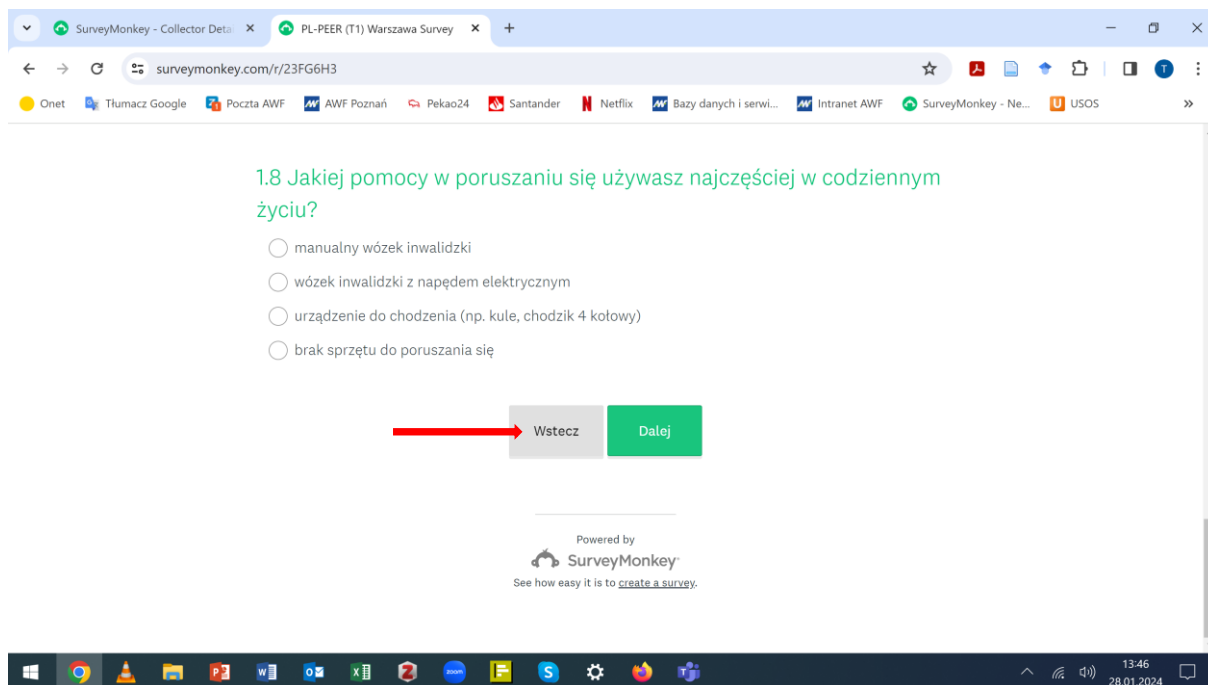 SurveyMonkey - Collector Deta
PL-PEER (T1) Warszawa Survey
surveymonkey.com/r/23FG6H3
T
Onet
Tłumacz Google
Poczta AWF
AWF Poznań
Pekao24
Santander
Netflix
Bazy danych i serwi...
Intranet AWF
SurveyMonkey - Ne...
USOS
1.8 Jakiej pomocy w poruszaniu się używasz najczęściej w codziennym
życiu?
manualny wózek inwalidzki
wózek inwalidzki z napędem elektrycznym
urządzenie do chodzenia (np. kule, chodzik 4 kołowy)
brak sprzętu do poruszania się
Wstecz
Dalej
Powered by
SurveyMonkey
See how easy it is to create a survey.
zoom
13:46
28.01.2024